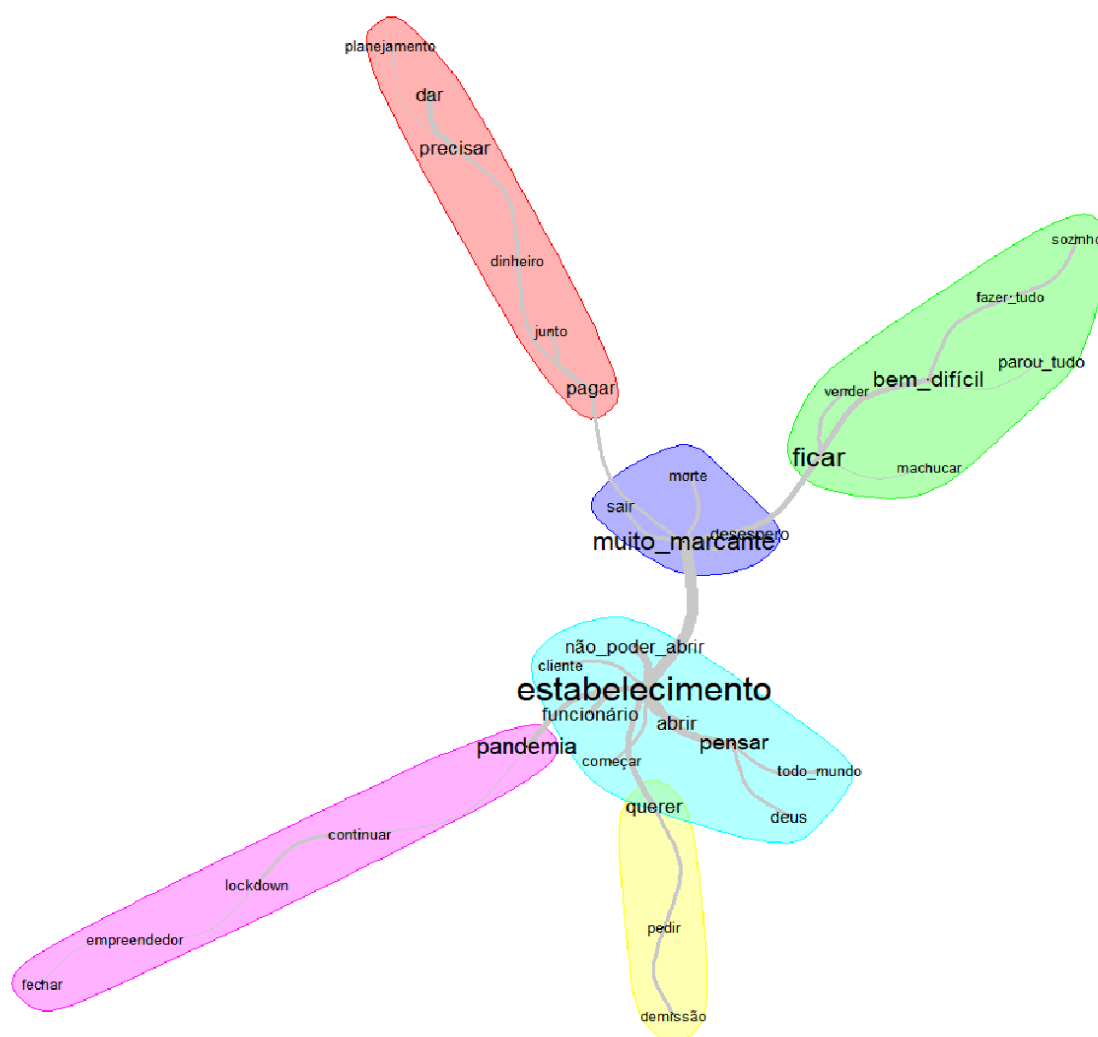 planejamento
dar
precisar
sozinho
dinheiro
fazer_tudo
junto
parou_tudo
bem_difícil
pagar
vender
ficar
machucar
morte
sair
desespero
muito_marcante
não_poder_abrir
cliente
estabelecimento
funcionário
abrir
pandemia
pensar
começar
todo_mundo
querer
deus
continuar
lockdown
pedir
empreendedor
fechar
demissão